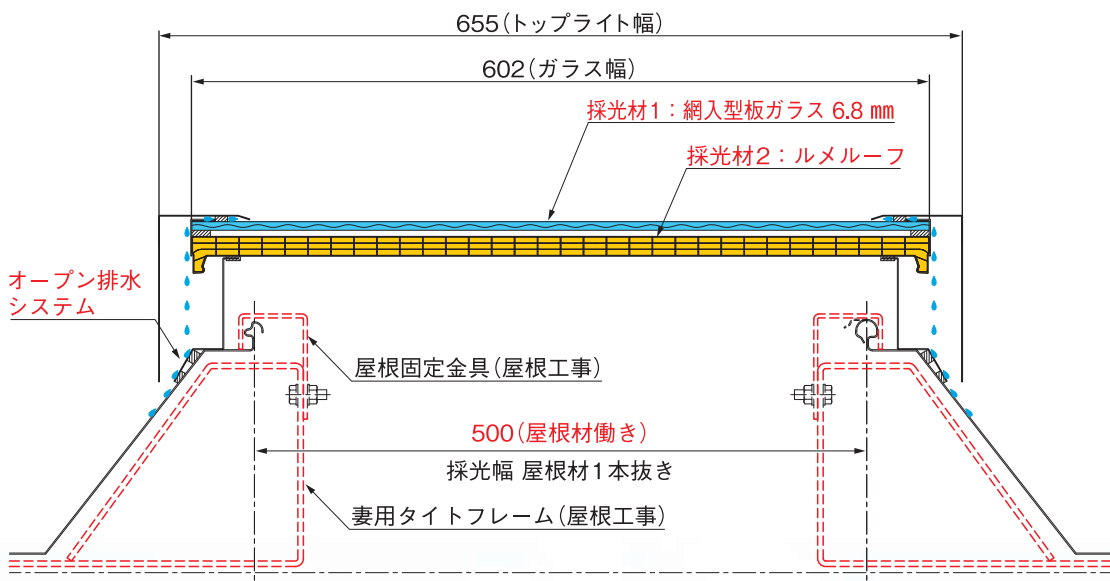 655(トップライト幅)
602(ガラス幅)
採光材1：網入型板ガラス 6.8 mm
採光材2：ルメルーフ
オープン排水
システム
屋根固定金具(屋根工事)
500(屋根材働き)
採光幅 屋根材1本抜き
妻用タイトフレーム(屋根工事)